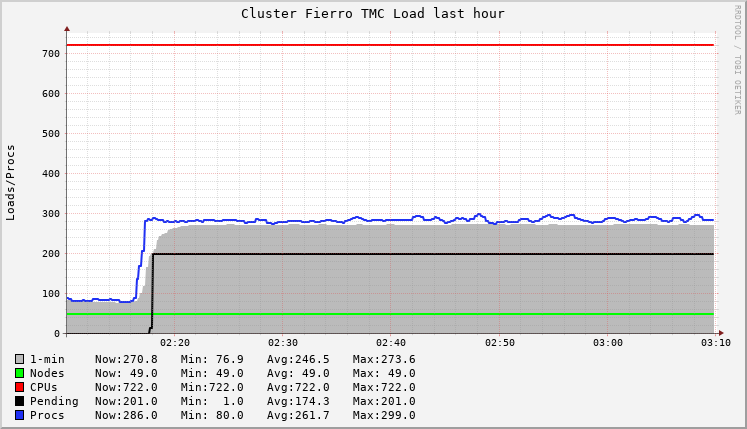 Cluster Fierro TMC Load last hour
RRDTOOL / TOBI OETIKER
Loads/Procs
700
600
500
400
300
200
100
0
02:20 02:30 02:40 02:50 03:00 03:10
1-min Now:270.8 Min: 76.9 Avg:246.5 Max:273.6
Nodes Now: 49.0 Min: 49.0 Avg: 49.0 Max: 49.0
CPUs Now:722.0 Min:722.0 Avg:722.0 Max:722.0
Pending Now:201.0 Min: 1.0 Avg:174.3 Max:201.0
Procs Now:286.0 Min: 80.0 Avg:261.7 Max:299.0